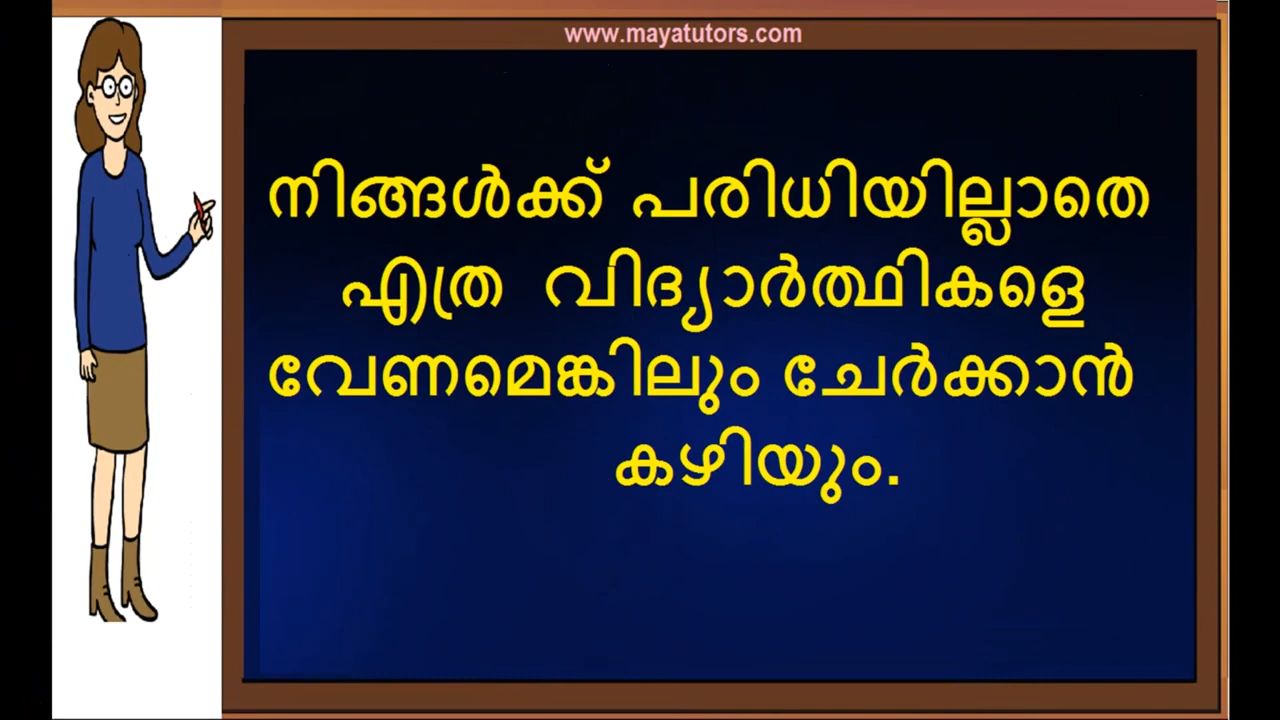 www.mayatutors.com
നിങ്ങൾക്ക് പരിധിയില്ലാതെ
എത്ര വിദ്യാർത്ഥികളെ
വേണമെങ്കിലും ചേർക്കാൻ
കഴിയും.